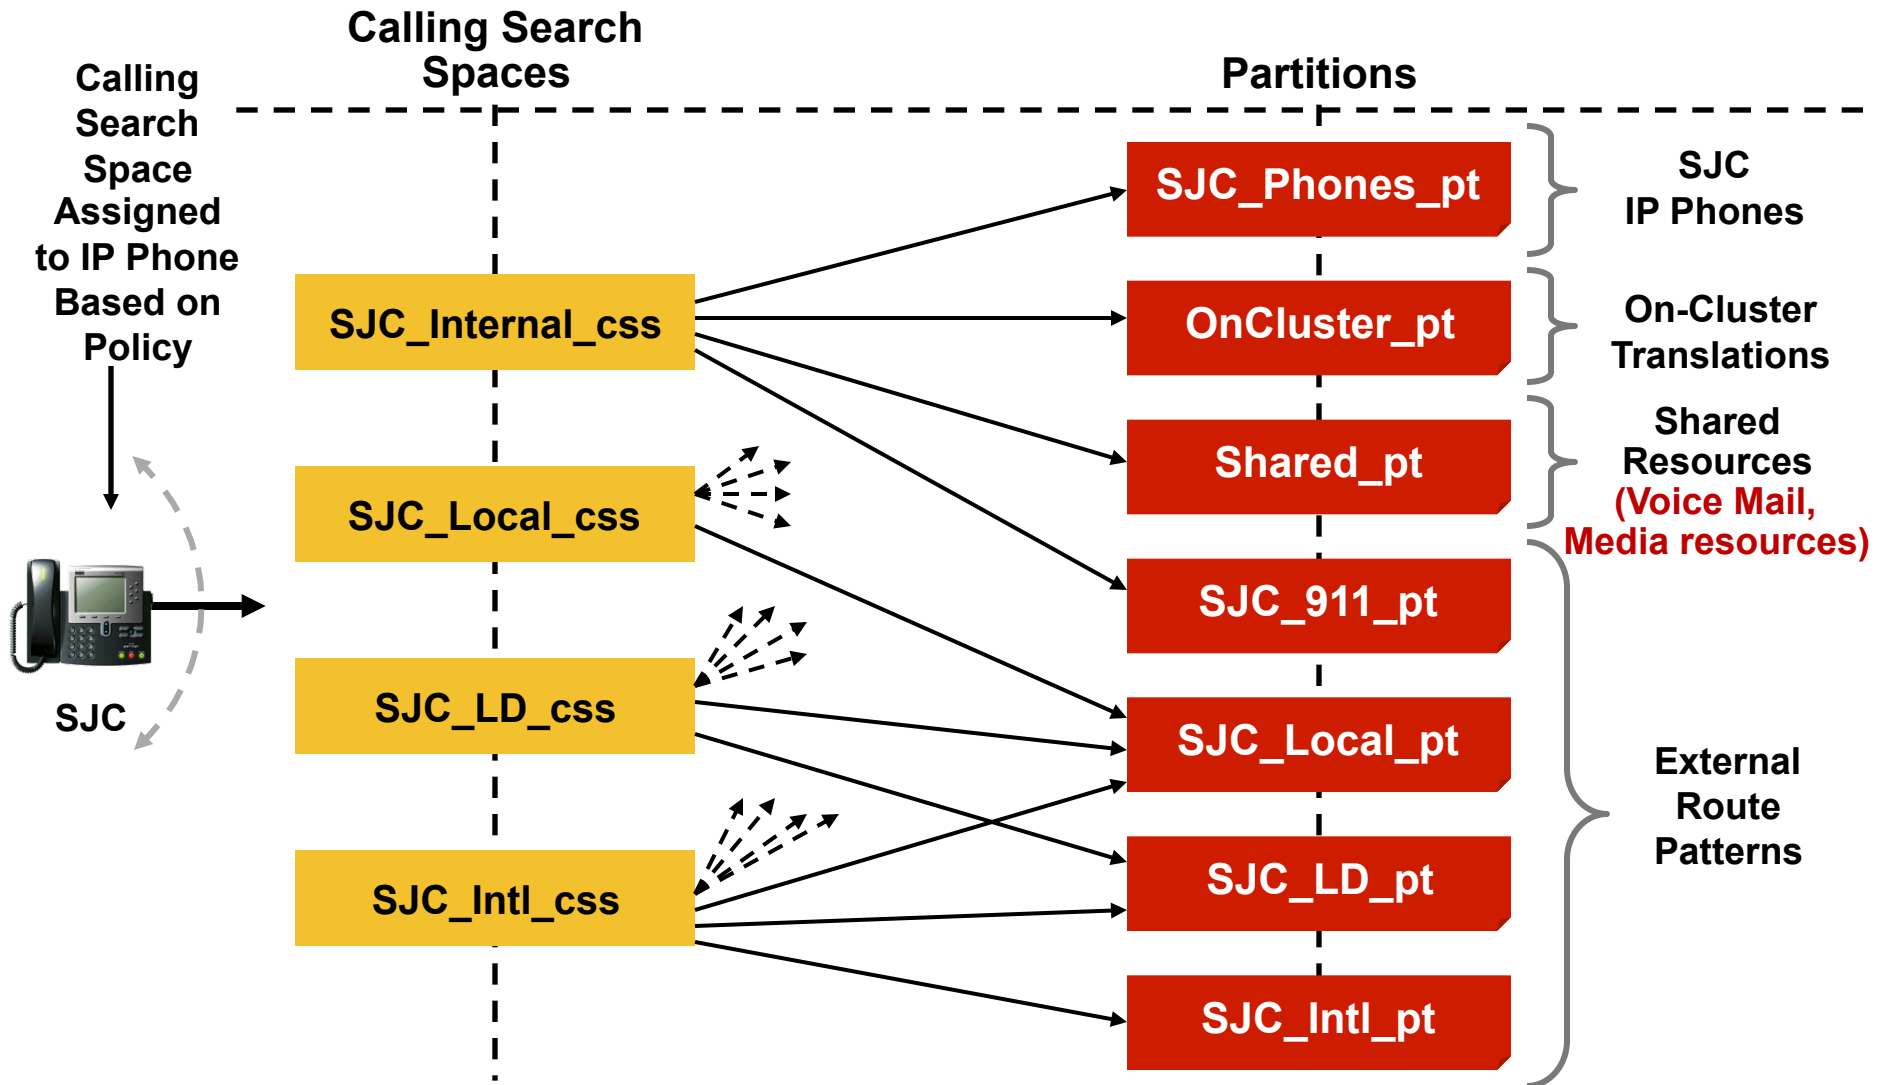 Calling Search
Spaces
Partitions
Calling
Search
Space
Assigned
to IP Phone
Based on
Policy
SJC
SJC_Internal_css
SJC_Local_css
SJC_LD_css
SJC_Intl_css
SJC_Phones_pt
OnCluster_pt
Shared_pt
SJC_911_pt
SJC_Local_pt
SJC_LD_pt
SJC_Intl_pt
SJC
IP Phones
On-Cluster
Translations
Shared
Resources
(Voice Mail,
Media resources)
External
Route
Patterns